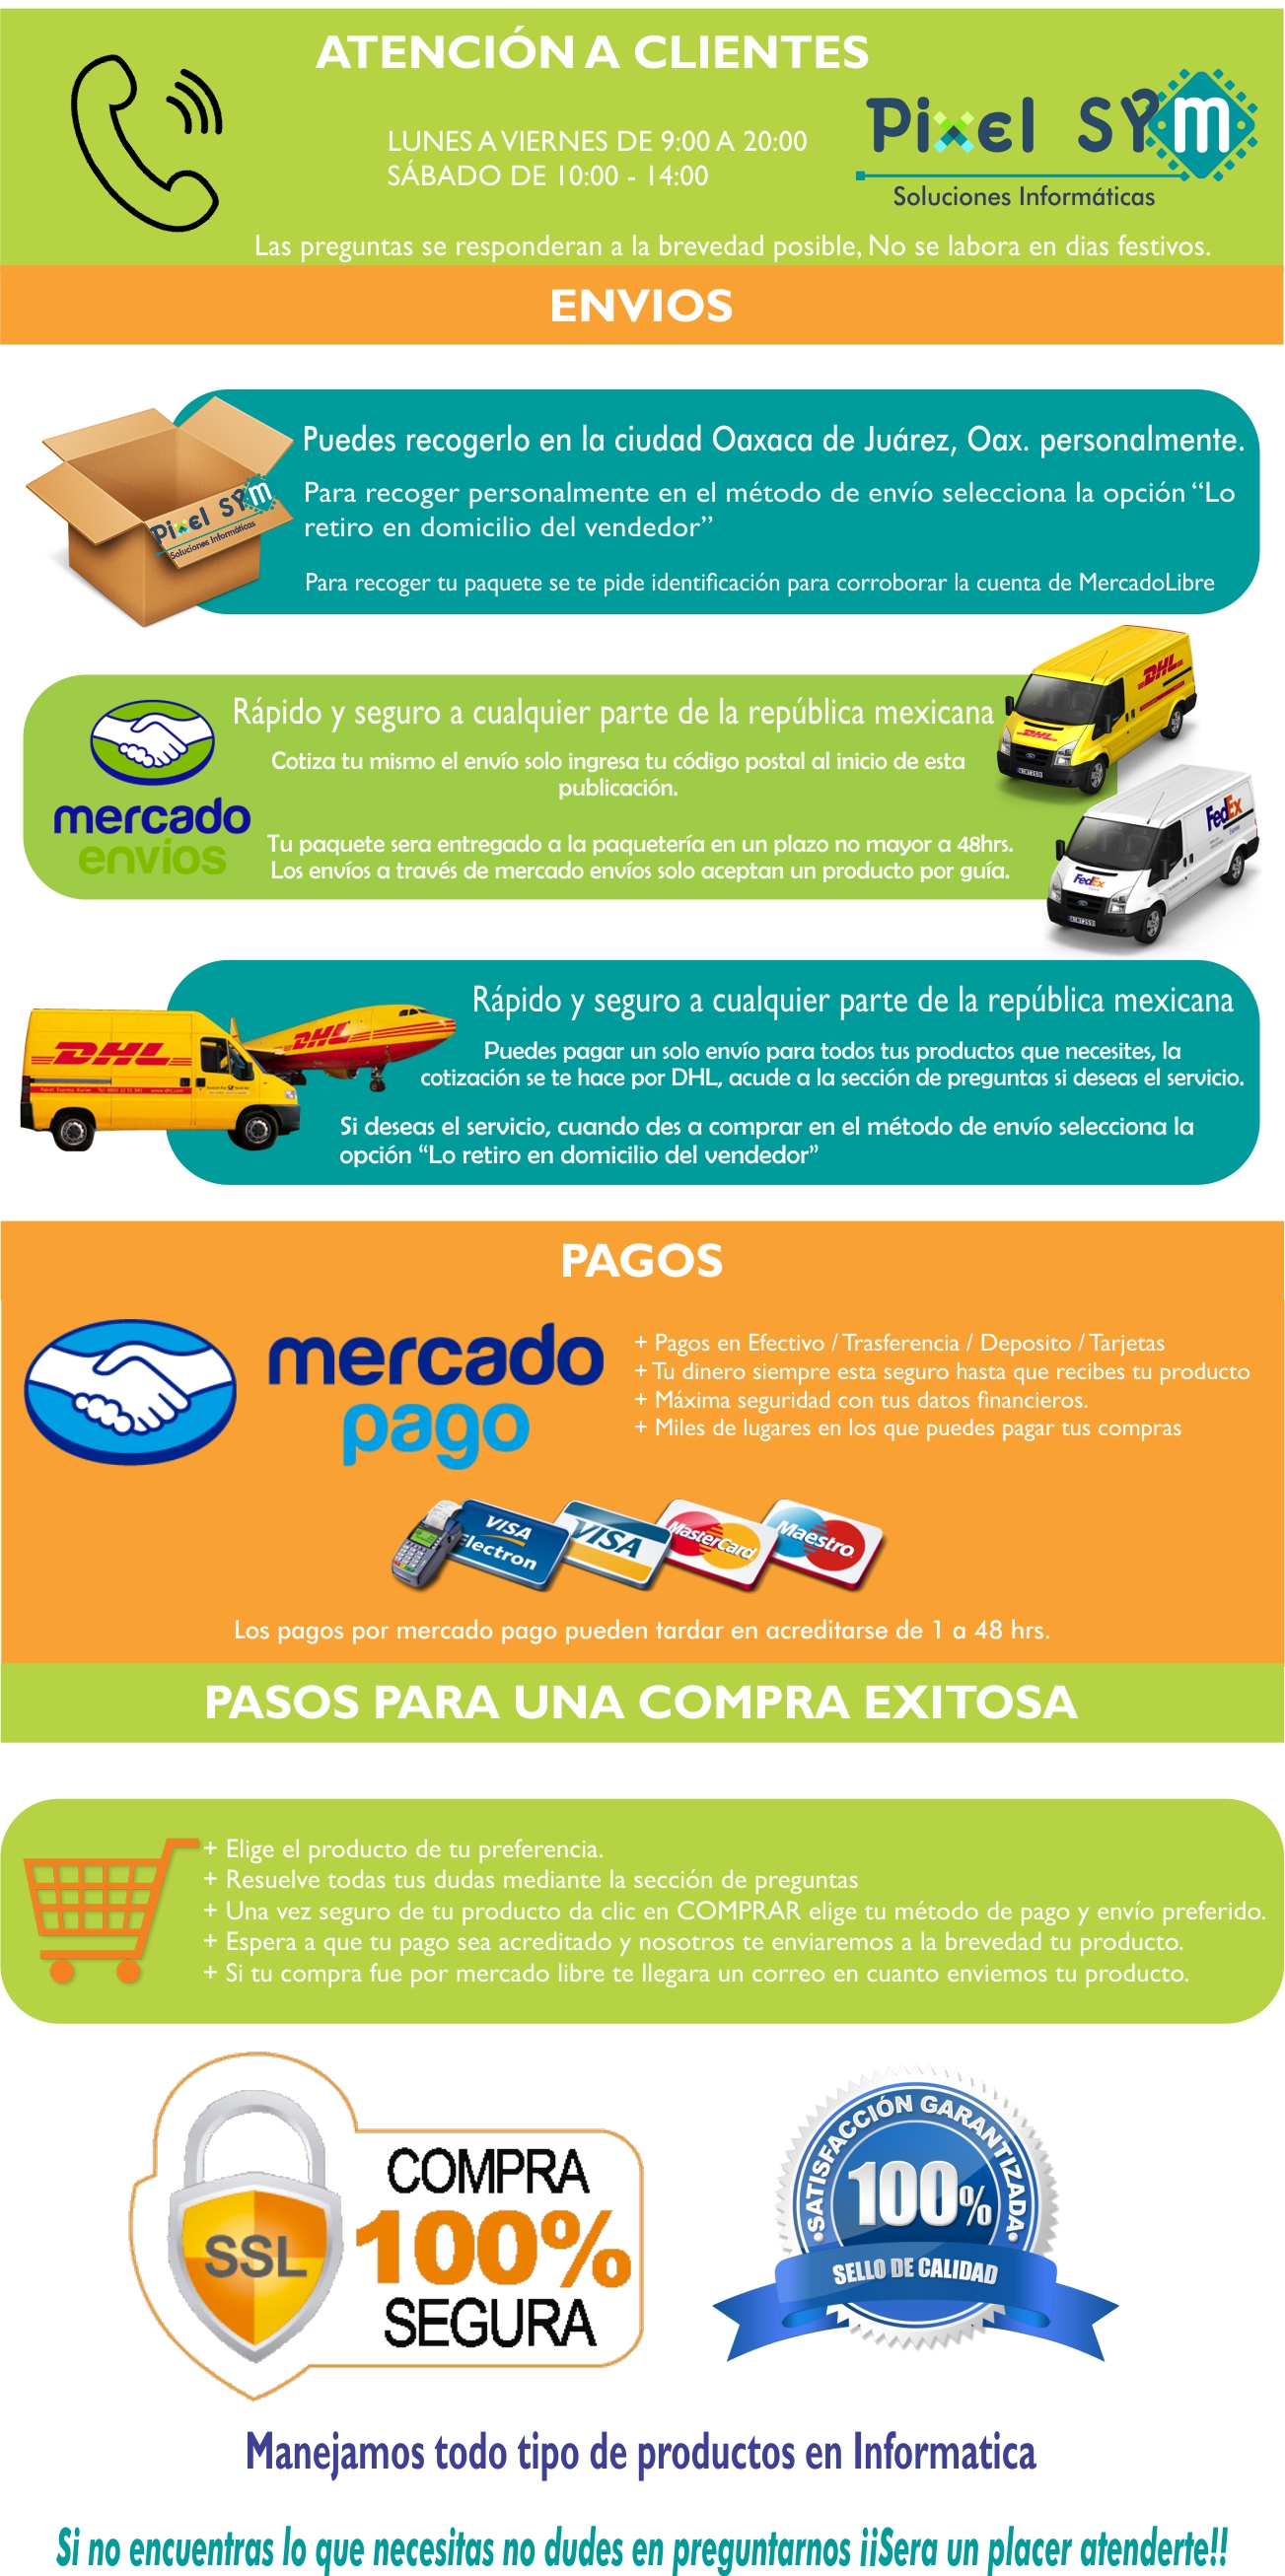 ATENCIÓN A CLIENTES
LUNES A VIERNES DE 9:00 A 20:00
SÁBADO DE 10:00 - 14:00
Pixel SYm
Soluciones Informáticas
Las preguntas se responderan a la brevedad posible, No se labora en dias festivos.
ENVIOS
Puedes recogerlo en la ciudad Oaxaca de Juárez, Oax. personalmente.
Para recoger personalmente en el método de envío selecciona la opción “Lo
retiro en domicilio del vendedor”
Para recoger tu paquete se te pide identificación para corroborar la cuenta de MercadoLibre
Pixel SYm
Soluciones Informáticas
DHL
DHL
Rápido y seguro a cualquier parte de la república mexicana
Cotiza tu mismo el envío solo ingresa tu código postal al inicio de esta
publicación.
mercado
envíos
Tu paquete sera entregado a la paquetería en un plazo no mayor a 48hrs.
Los envíos a través de mercado envíos solo aceptan un producto por guía.
FedEx
FedEx
Rápido y seguro a cualquier parte de la república mexicana
DHL
DHL
Puedes pagar un solo envío para todos tus productos que necesites, la
cotización se te hace por DHL, acude a la sección de preguntas si deseas el servicio.
Si deseas el servicio, cuando des a comprar en el método de envío selecciona la
opción “Lo retiro en domicilio del vendedor”
PAGOS
mercado
pago
+ Pagos en Efectivo / Trasferencia / Deposito / Tarjetas
+ Tu dinero siempre esta seguro hasta que recibes tu producto
+ Máxima seguridad con tus datos financieros.
+ Miles de lugares en los que puedes pagar tus compras
VISA
Electron
VISA
MasterCard
Maestro
Los pagos por mercado pago pueden tardar en acreditarse de 1 a 48 hrs.
PASOS PARA UNA COMPRA EXITOSA
+ Elige el producto de tu preferencia.
+ Resuelve todas tus dudas mediante la sección de preguntas
+ Una vez seguro de tu producto da clic en COMPRAR elige tu método de pago y envío preferido.
+ Espera a que tu pago sea acreditado y nosotros te enviaremos a la brevedad tu producto.
+ Si tu compra fue por mercado libre te llegara un correo en cuanto enviemos tu producto.
SSL
COMPRA
100%
SEGURA
SATISFACCIÓN GARANTIZADA
100%
SELLO DE CALIDAD
Manejamos todo tipo de productos en Informatica
Si no encuentras lo que necesitas no dudes en preguntarnos ¡¡Sera un placer atenderte!!